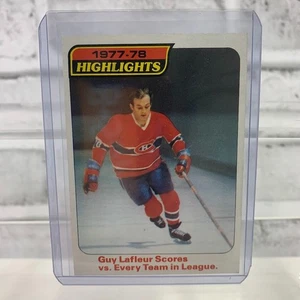 1977-78
HIGHLIGHTS
Guy Lafleur Scores
vs. Every Team in League.